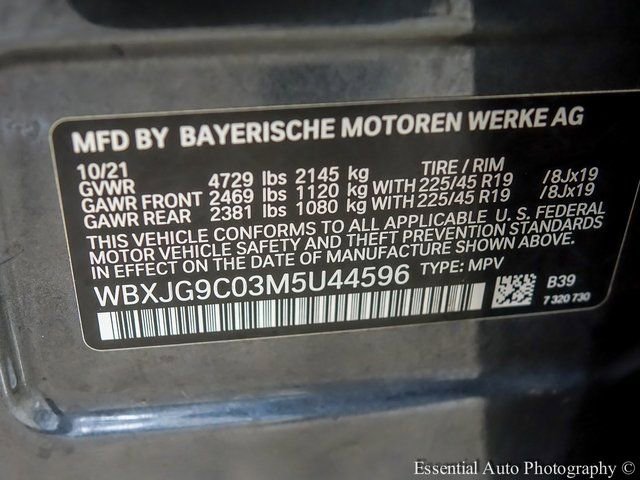 MFD BY BAYERISCHE MOTOREN WERKE AG
10/21 TIRE / RIM
GVWR 4729 lbs 2145 kg
GAWR FRONT 2469 lbs 1120 kg WITH 225/45 R19 /8Jx19
GAWR REAR 2381 lbs 1080 kg WITH 225/45 R19 /8Jx19
THIS VEHICLE CONFORMS TO ALL APPLICABLE U. S. FEDERAL
MOTOR VEHICLE SAFETY AND THEFT PREVENTION STANDARDS
IN EFFECT ON THE DATE OF MANUFACTURE SHOWN ABOVE.
WBXJG9C03M5U44596 TYPE: MPV
B39
7 320 730
Essential Auto Photography (c)